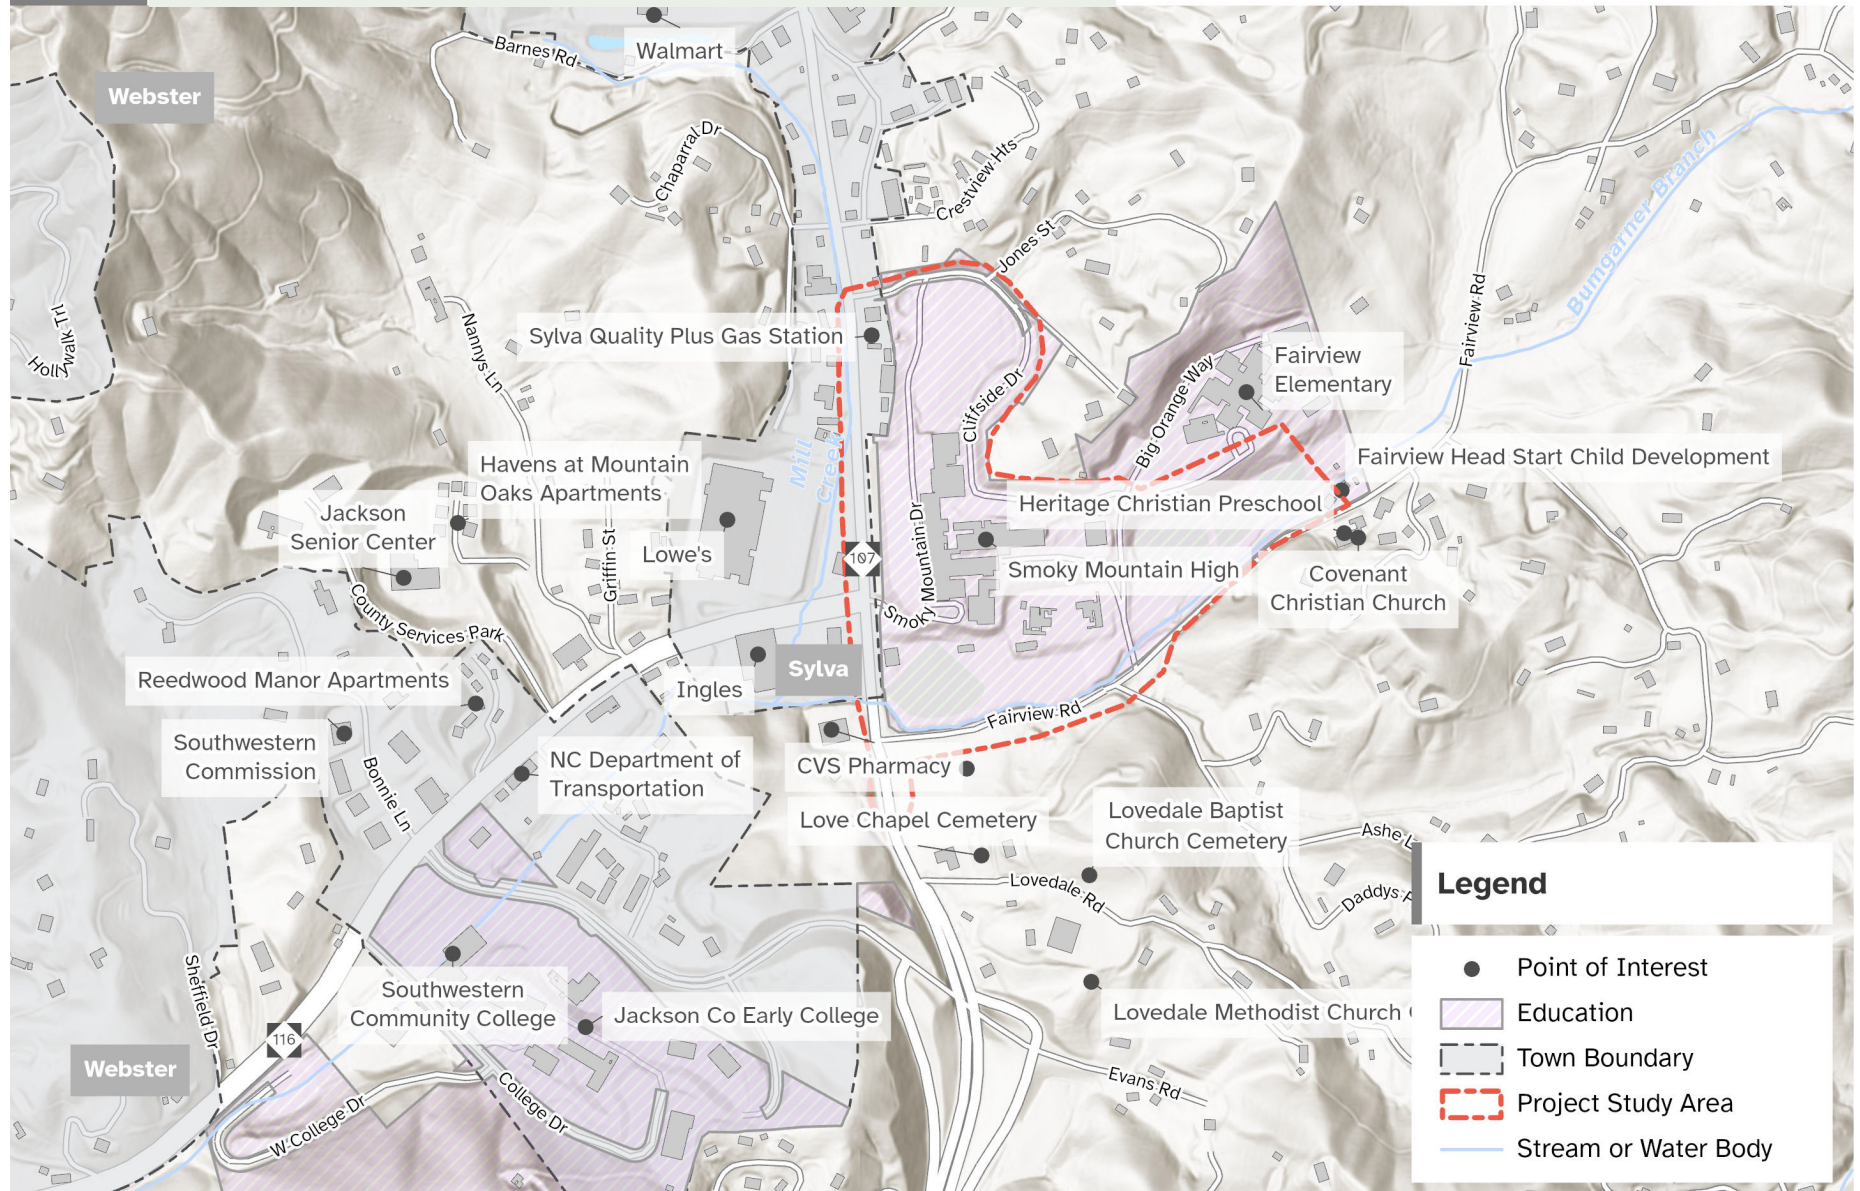 Walmart
Barnes Rd
Webster
Chaparral Dr
Crestview Hts
Bumgarner Branch
Jones St
Fairview Rd
Holly
walk Trl
Nannys Ln
Sylva Quality Plus Gas Station
Fairview
Elementary
Big Orange Way
Cliffside Dr
Mill
Creek
Fairview Head Start Child Development
Havens at Mountain
Oaks Apartments
Heritage Christian Preschool
Jackson
Senior Center
Lowe's
Griffin St
107
Smoky Mountain Dr
Smoky Mountain High
Covenant
Christian Church
County Services Park
Sylva
Reedwood Manor Apartments
Ingles
Fairview Rd
Southwestern
Commission
NC Department of
Transportation
CVS Pharmacy
Bonnie Ln
Love Chapel Cemetery
Lovedale Baptist
Church Cemetery
Ashe L
Lovedale Rd
Daddys
Legend
Sheffield Dr
Point of Interest
Southwestern
Community College
Jackson Co Early College
Lovedale Methodist Church
Education
116
Town Boundary
Webster
Evans Rd
College Dr
W College Dr
Project Study Area
Stream or Water Body